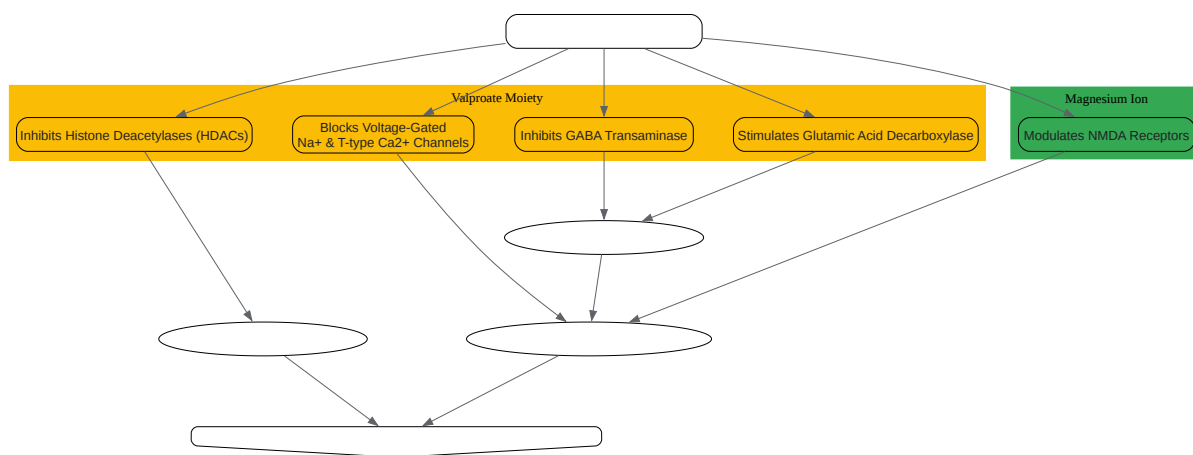 Valproate Moiety
Magnesium Ion
Inhibits Histone Deacetylases (HDACs)
Blocks Voltage-Gated
Na+ & T-type Ca2+ Channels
Inhibits GABA Transaminase
Stimulates Glutamic Acid Decarboxylase
Modulates NMDA Receptors